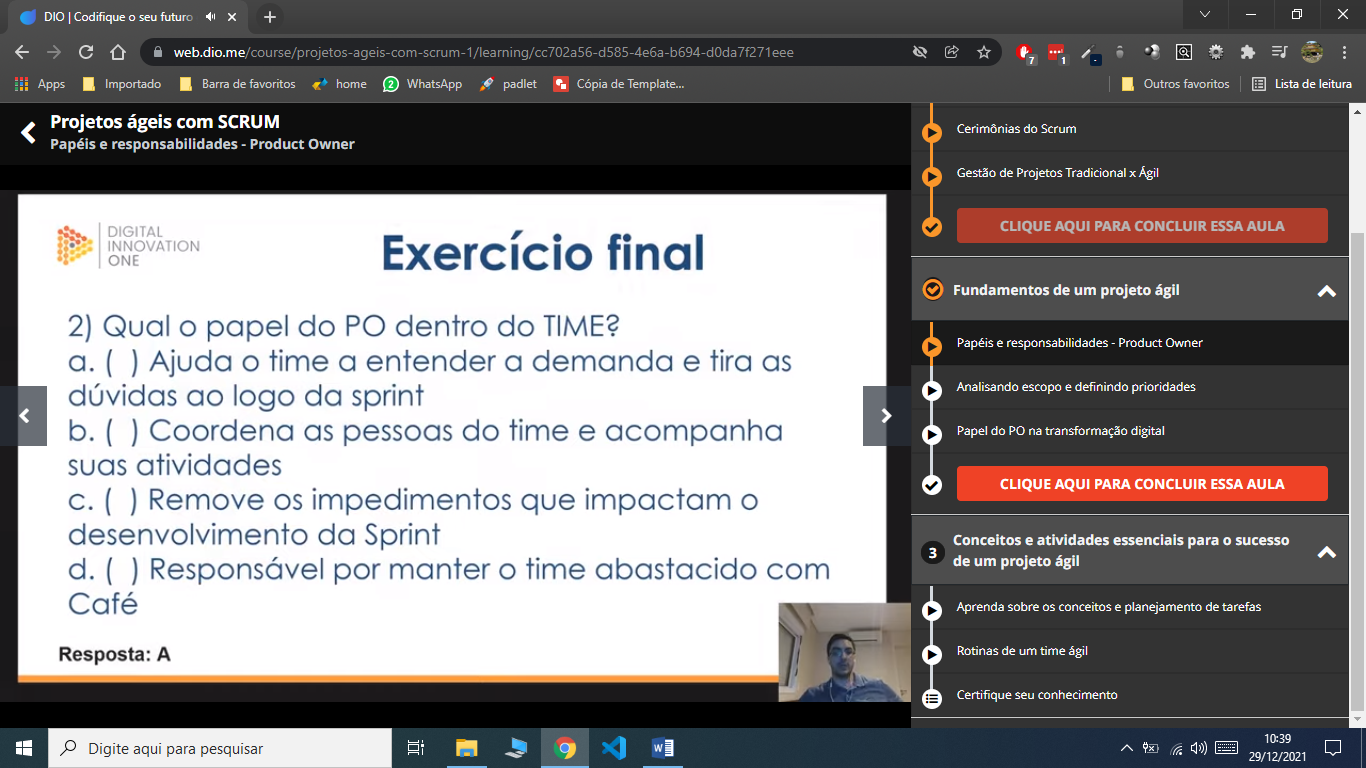 DIO | Codifique o seu futuro
web.dio.me/course/projetos-ageis-com-scrum-1/learning/cc702a56-d585-4e6a-b694-d0da7f271eee
7
1
-
Apps
Importado
Barra de favoritos
home
2
WhatsApp
padlet
Cópia de Template...
Outros favoritos
Lista de leitura
Projetos ágeis com SCRUM
Papéis e responsabilidades - Product Owner
DIGITAL
INNOVATION
ONE
Exercício final
2) Qual o papel do PO dentro do TIME?
a. ( ) Ajuda o time a entender a demanda e tira as
dúvidas ao logo da sprint
b. ( ) Coordena as pessoas do time e acompanha
suas atividades
c. ( ) Remove os impedimentos que impactam o
desenvolvimento da Sprint
d. ( ) Responsável por manter o time abastacido com
Café
Resposta: A
Cerimônias do Scrum
Gestão de Projetos Tradicional x Ágil
CLIQUE AQUI PARA CONCLUIR ESSA AULA
Fundamentos de um projeto ágil
Papéis e responsabilidades - Product Owner
Analisando escopo e definindo prioridades
Papel do PO na transformação digital
CLIQUE AQUI PARA CONCLUIR ESSA AULA
3
Conceitos e atividades essenciais para o sucesso
de um projeto ágil
Aprenda sobre os conceitos e planejamento de tarefas
Rotinas de um time ágil
Certifique seu conhecimento
Digite aqui para pesquisar
10:39
29/12/2021